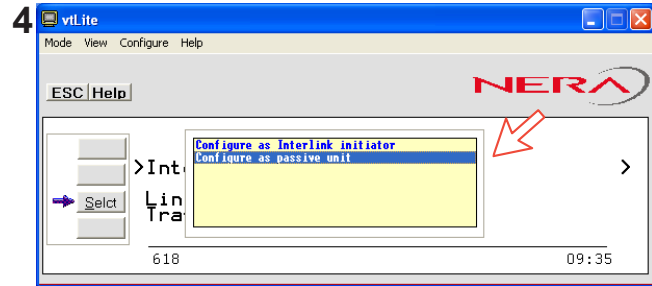 4
vtLite
Mode View Configure Help
ESC Help
NERA
Configure as Interlink initiator
Configure as passive unit
>Int >
Selct Lin
Tra
618 09:35